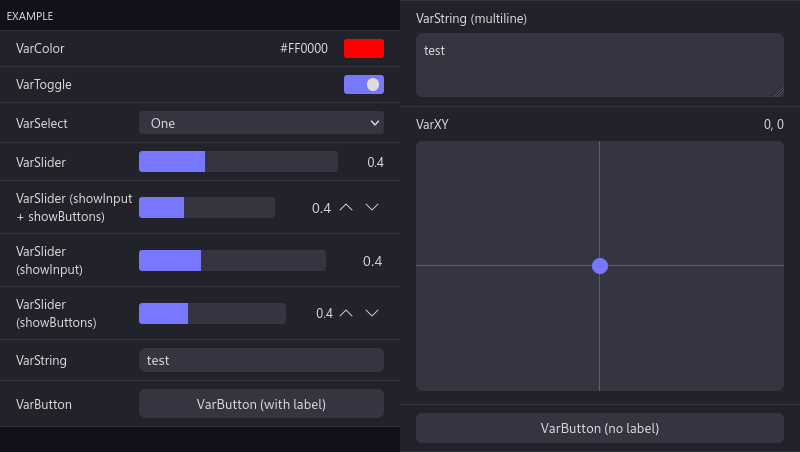 EXAMPLE
VarColor #FF0000
VarToggle
VarSelect One
VarSlider 0.4
VarSlider (showInput
+ showButtons) 0.4
VarSlider
(showInput) 0.4
VarSlider
(showButtons) 0.4
VarString test
VarButton VarButton (with label)
VarString (multiline)
test
VarXY 0, 0
VarButton (no label)